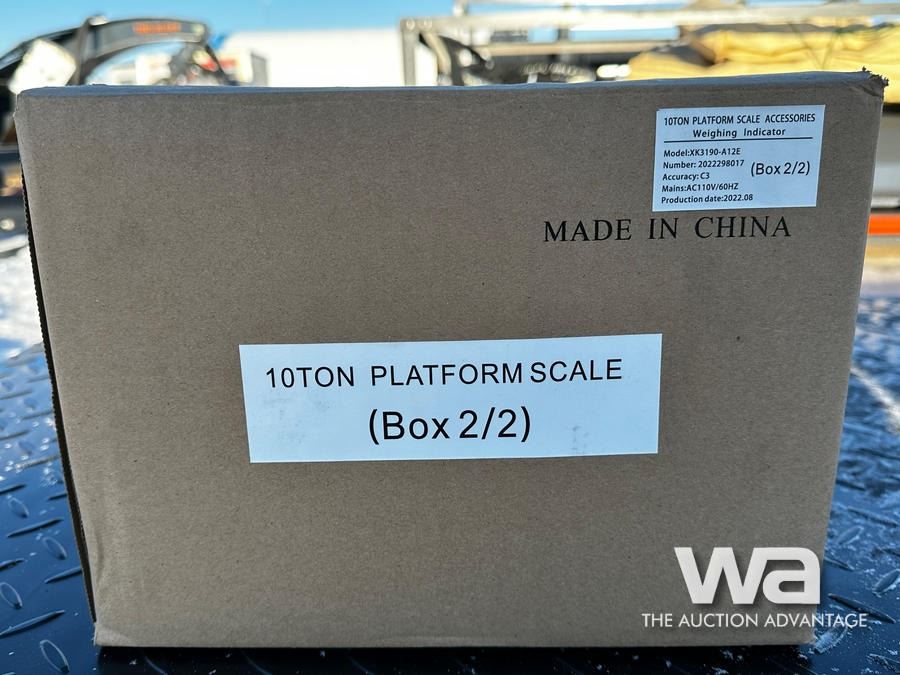 10TON PLATFORM SCALE ACCESSORIES
Weighing Indicator
Model:XK3190-A12E
Number: 2022298017
(Box 2/2)
Accuracy: C3
Mains:AC110V/60HZ
Production date:2022.08
MADE IN CHINA
10TON PLATFORM SCALE
(Box 2/2)
wa
THE AUCTION ADVANTAGE